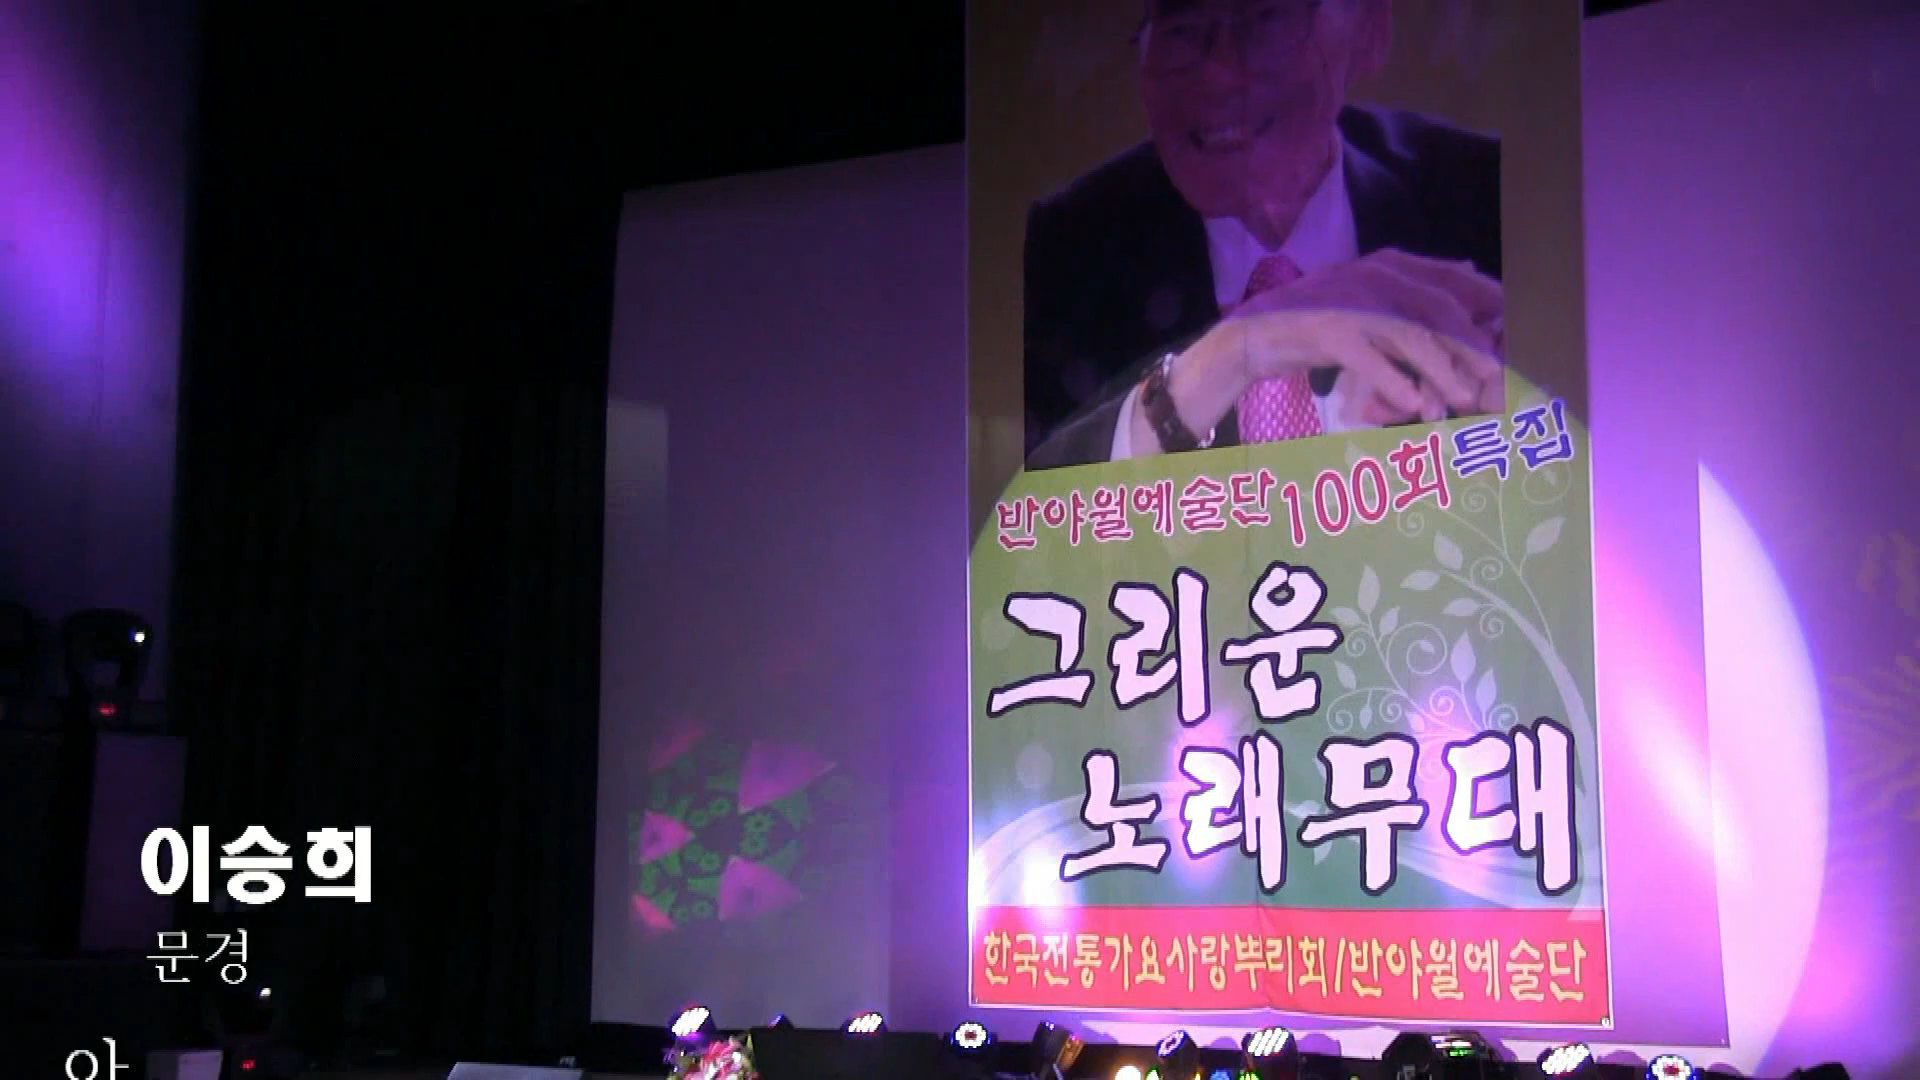 반야월예술단100회특집
그리운
노래무대
한국전통가요사랑뿌리회/반야월예술단
이승희
문경